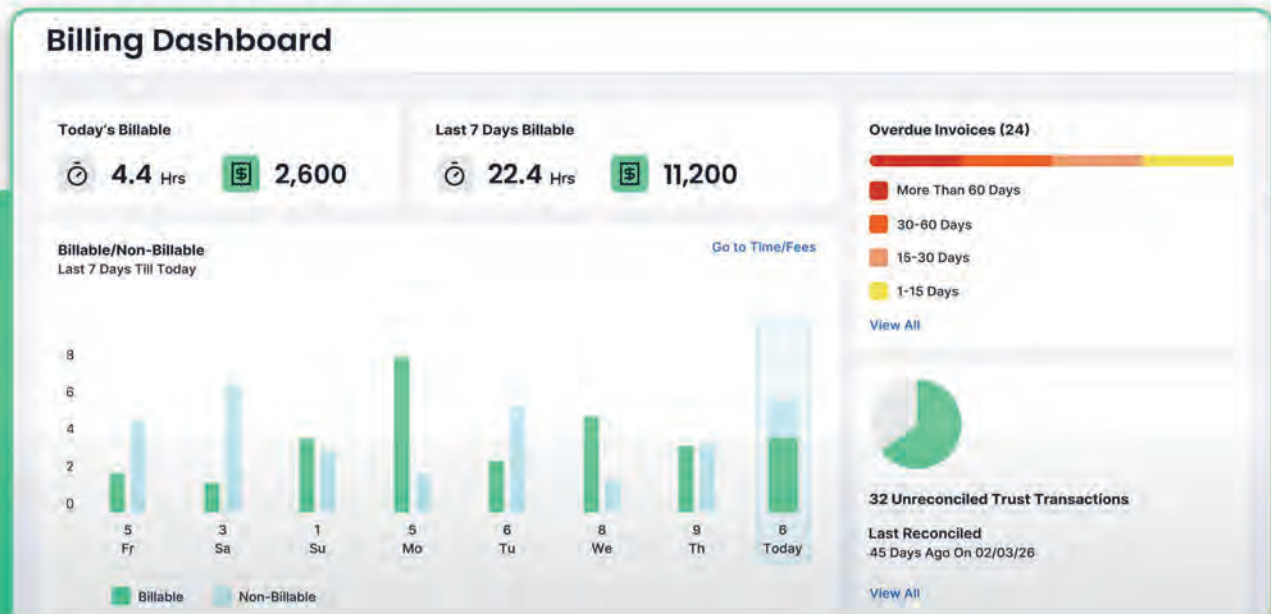 Billing Dashboard
Today's Billable
4.4 Hrs
$ 2,600
Last 7 Days Billable
22.4 Hrs
$ 11,200
Billable/Non-Billable
Last 7 Days Till Today
Go to Time/Fees
8
6
4
2
0
5 3 1 5 6 8 9 6
Fr Sa Su Mo Tu We Th Today
Billable Non-Billable
Overdue Invoices (24)
More Than 60 Days
30-60 Days
15-30 Days
1-15 Days
View All
32 Unreconciled Trust Transactions
Last Reconciled
45 Days Ago On 02/03/26
View All